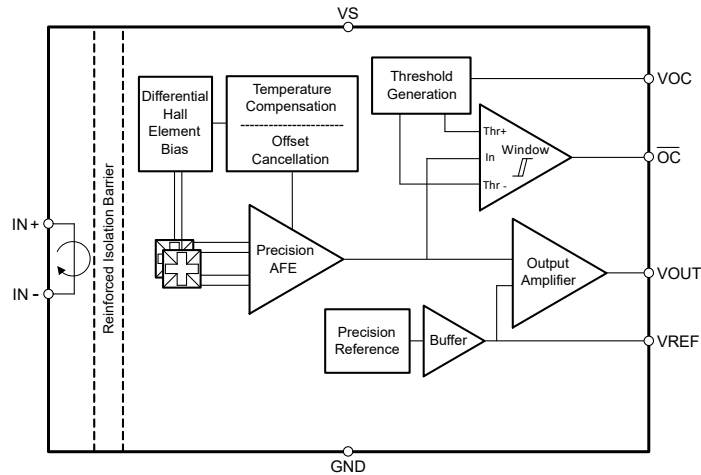 VS
Differential
Hall
Element
Bias
Temperature
Compensation
Offset
Cancellation
Threshold
Generation
VOC
Thr+
In
Window
Thr -
OC
IN+
IN -
Reinforced Isolation Barrier
Precision
AFE
Output
Amplifier
VOUT
Precision
Reference
Buffer
VREF
GND